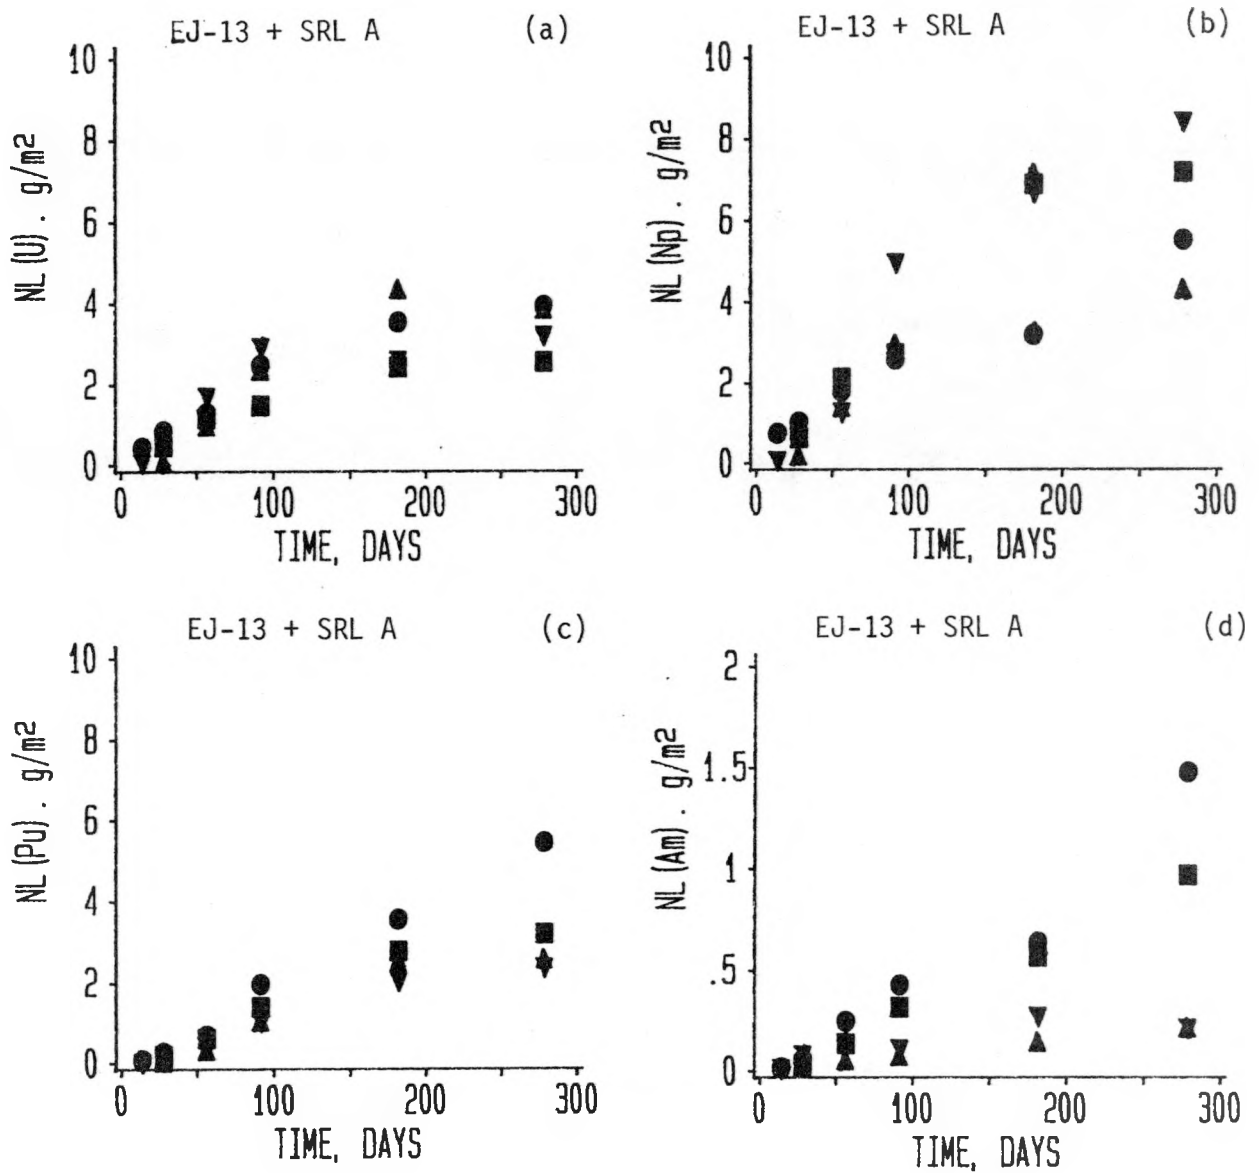 EJ-13 + SRL A (a)
10
8
6
4
2
0
NL(U). g/m²
0 100 200 300
TIME, DAYS
EJ-13 + SRL A (b)
10
8
6
4
2
0
NL(Np). g/m²
0 100 200 300
TIME, DAYS
EJ-13 + SRL A (c)
10
8
6
4
2
0
NL(Pu). g/m²
0 100 200 300
TIME, DAYS
EJ-13 + SRL A (d)
2
1.5
1
.5
0
NL(Am). g/m²
0 100 200 300
TIME, DAYS